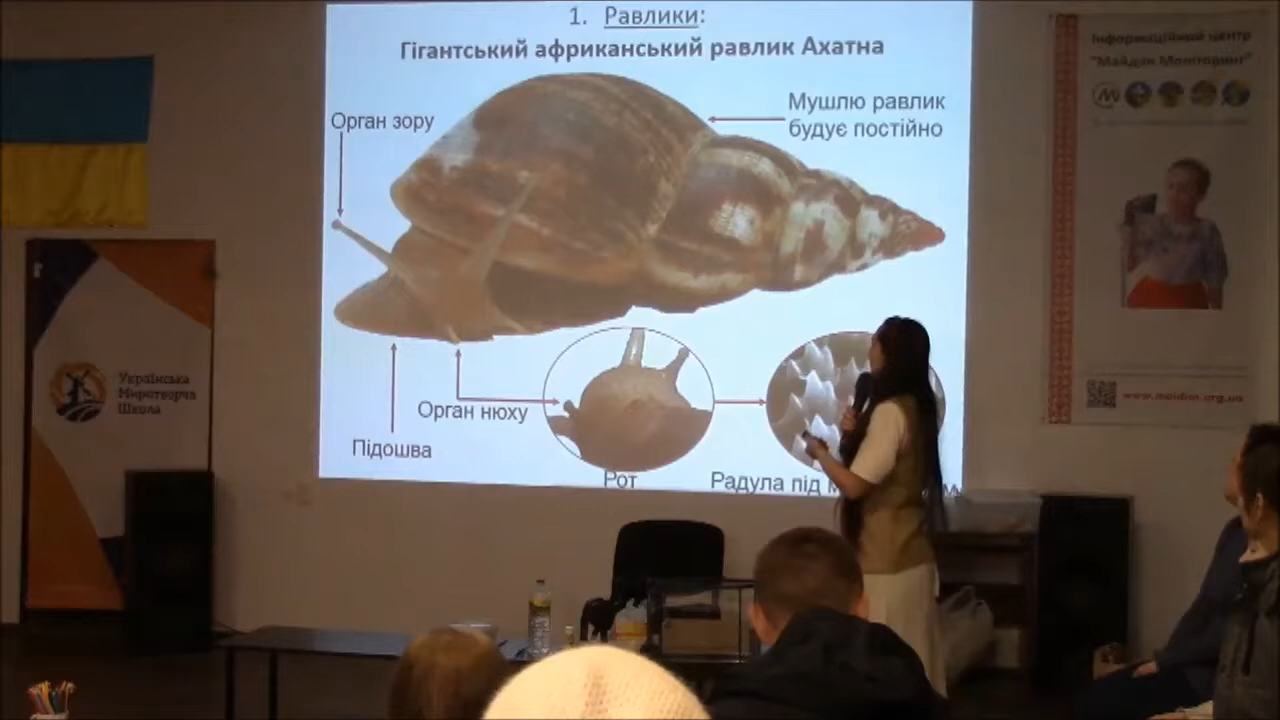 1. Равлики:
Гігантський африканський равлик Ахатна
Орган зору
Мушлю равлик
будує постійно
Орган нюху
Підошва
Рот
Радула під
Українська
Миротворча
Школа
Інформаційний центр
"Майдан Моніторинг"
www.maidan.org.ua